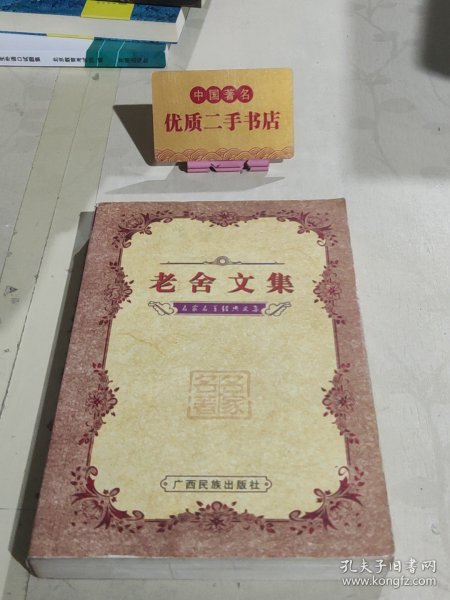 中国著名
优质二手书店
老舍文集
名家名著经典文集
名家
名著
广西民族出版社
孔夫子旧书网
www.kongfz.com